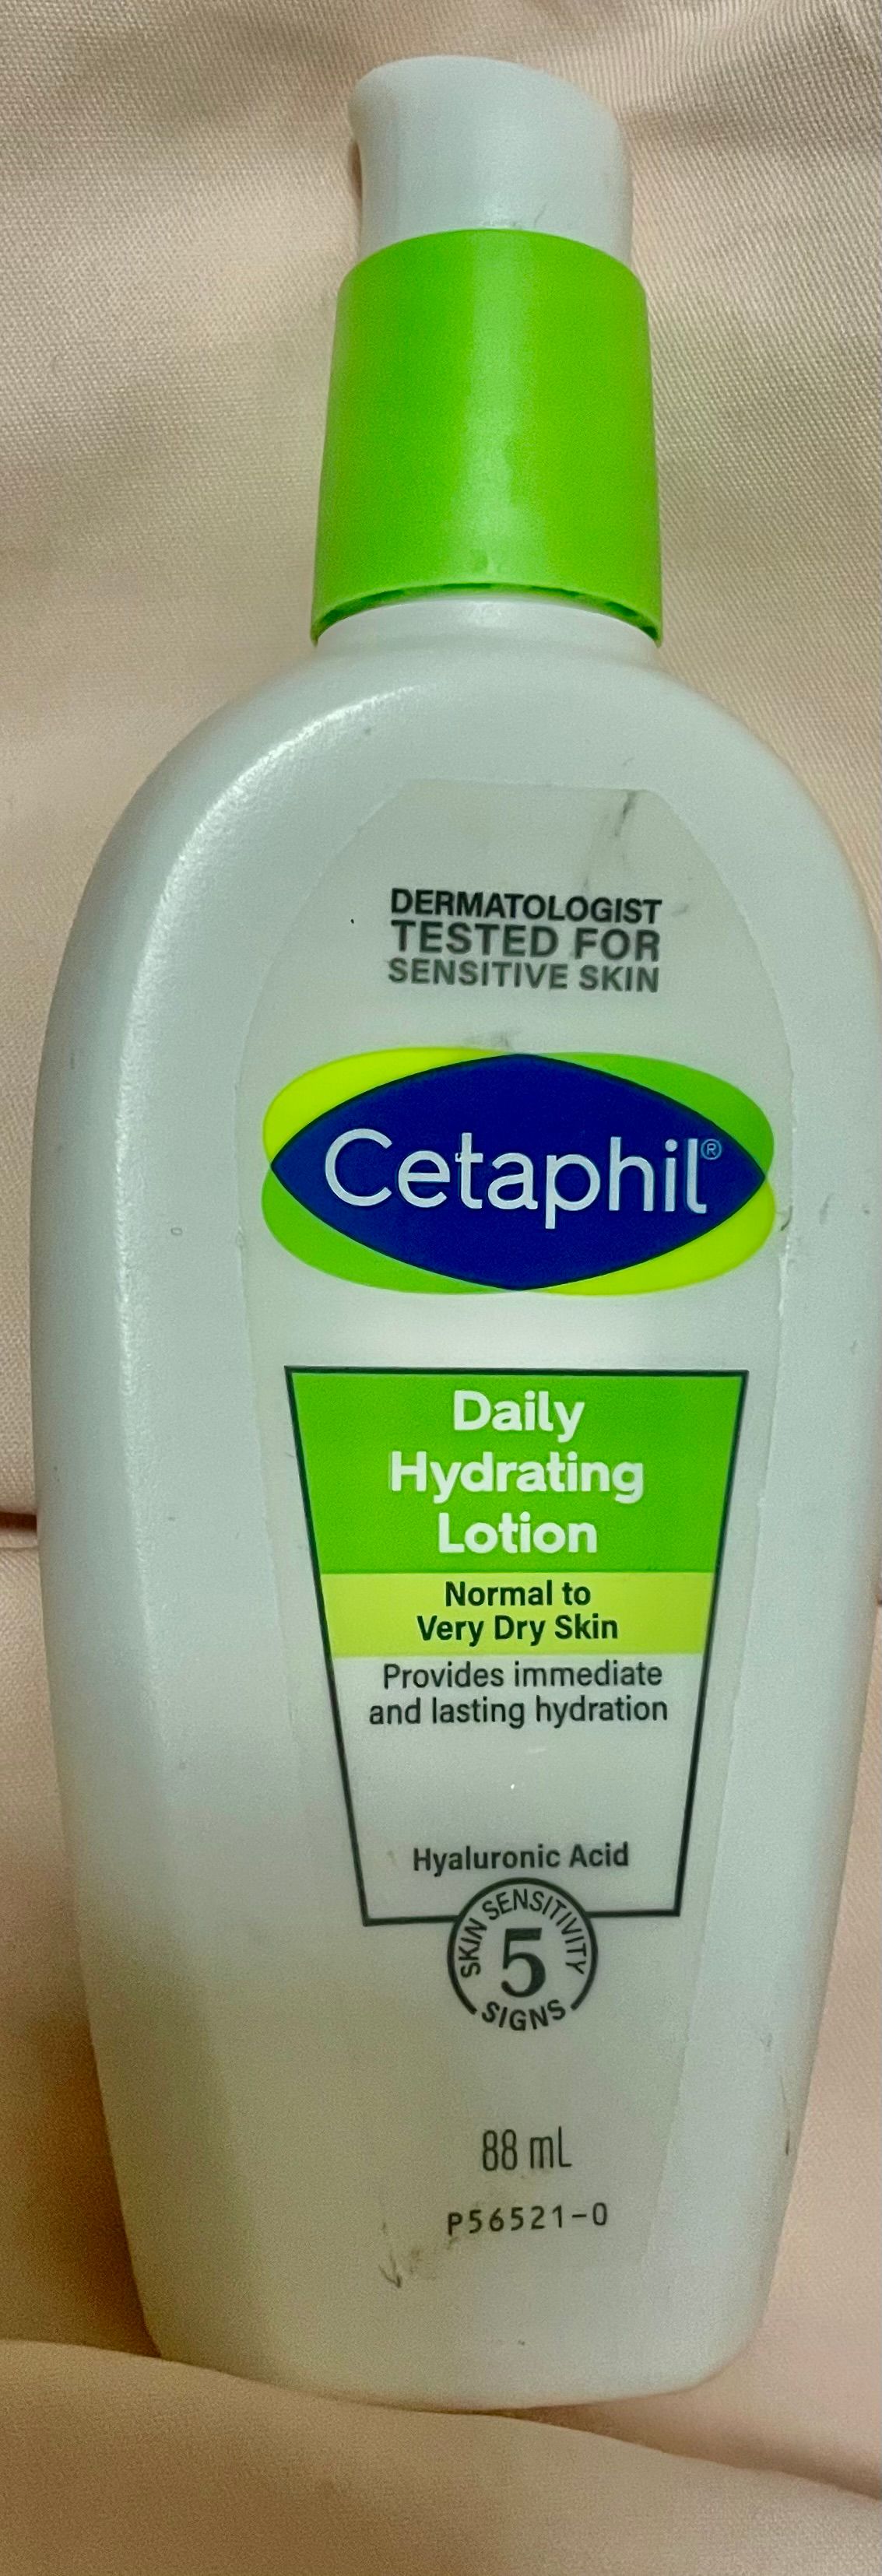 DERMATOLOGIST
TESTED FOR
SENSITIVE SKIN
Cetaphil®
Daily
Hydrating
Lotion
Normal to
Very Dry Skin
Provides immediate
and lasting hydration
Hyaluronic Acid
SKIN SENSITIVITY
5
SIGNS
88 mL
P56521-0